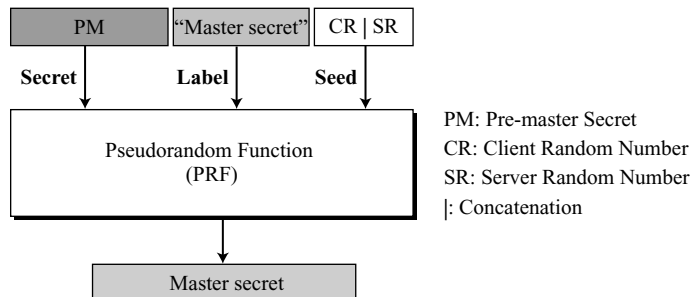 PM
“Master secret”
CR | SR
Secret
Label
Seed
Pseudorandom Function
(PRF)
PM: Pre-master Secret
CR: Client Random Number
SR: Server Random Number
|: Concatenation
Master secret